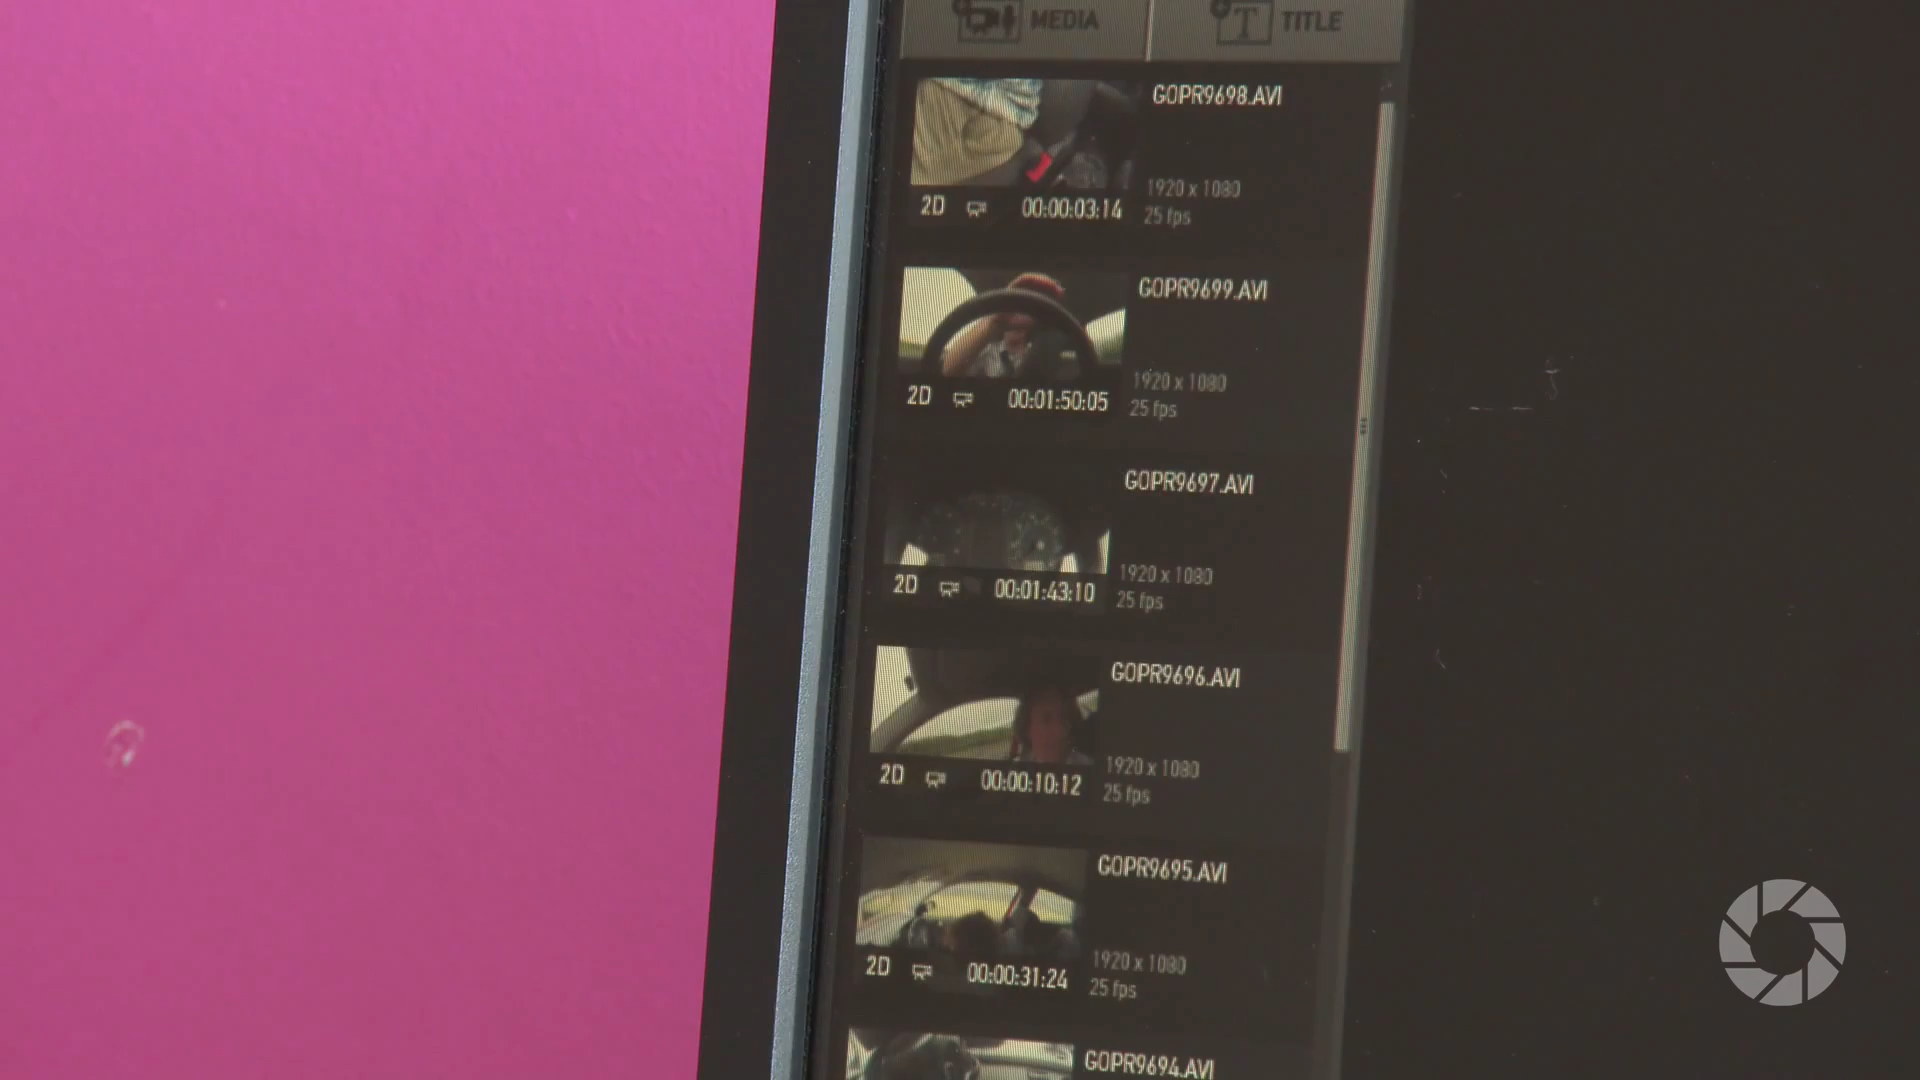 MEDIA
TITLE
GOPR9698.AVI
1920 x 1080
2D 00:00:03:14 25 fps
GOPR9699.AVI
1920 x 1080
2D 00:01:50:05 25 fps
GOPR9697.AVI
1920 x 1080
2D 00:01:43:10 25 fps
GOPR9696.AVI
1920 x 1080
2D 00:00:10:12 25 fps
GOPR9695.AVI
1920 x 1080
2D 00:00:31:24 25 fps
GOPR9694.AVI